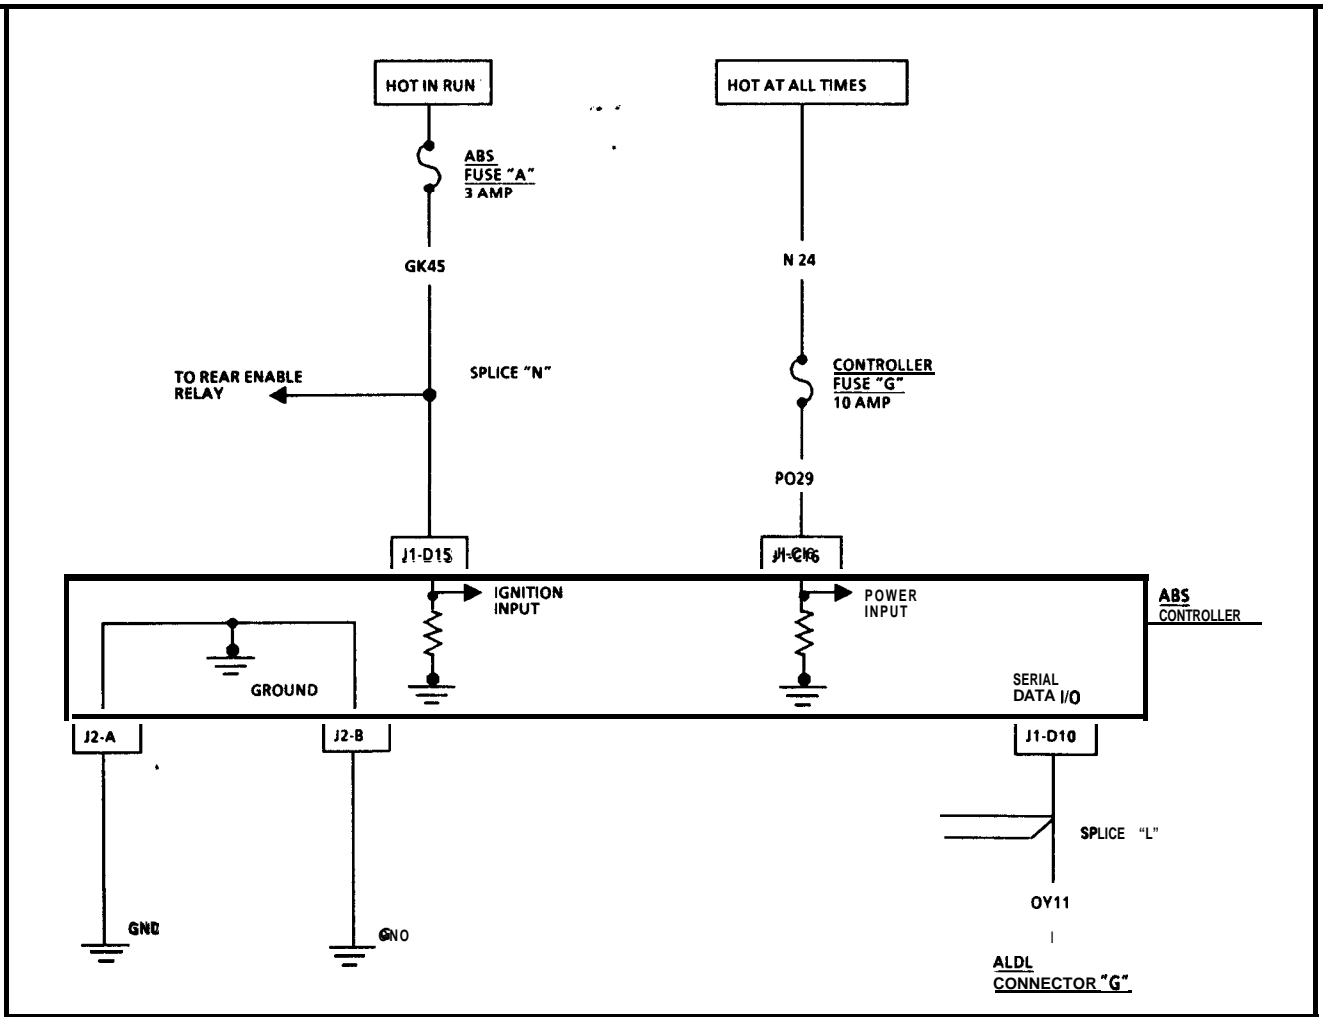 HOT IN RUN
HOT AT ALL TIMES
ABS
FUSE "A"
3 AMP
GK45
N 24
TO REAR ENABLE
RELAY
SPLICE "N"
CONTROLLER
FUSE "G"
10 AMP
PO29
J1-D15
IGNITION
INPUT
POWER
INPUT
ABS
CONTROLLER
GROUND
SERIAL
DATA I/O
J2-A
J2-B
J1-D10
SPLICE “L”
OY11
GND
GNO
ALDL
CONNECTOR "G"